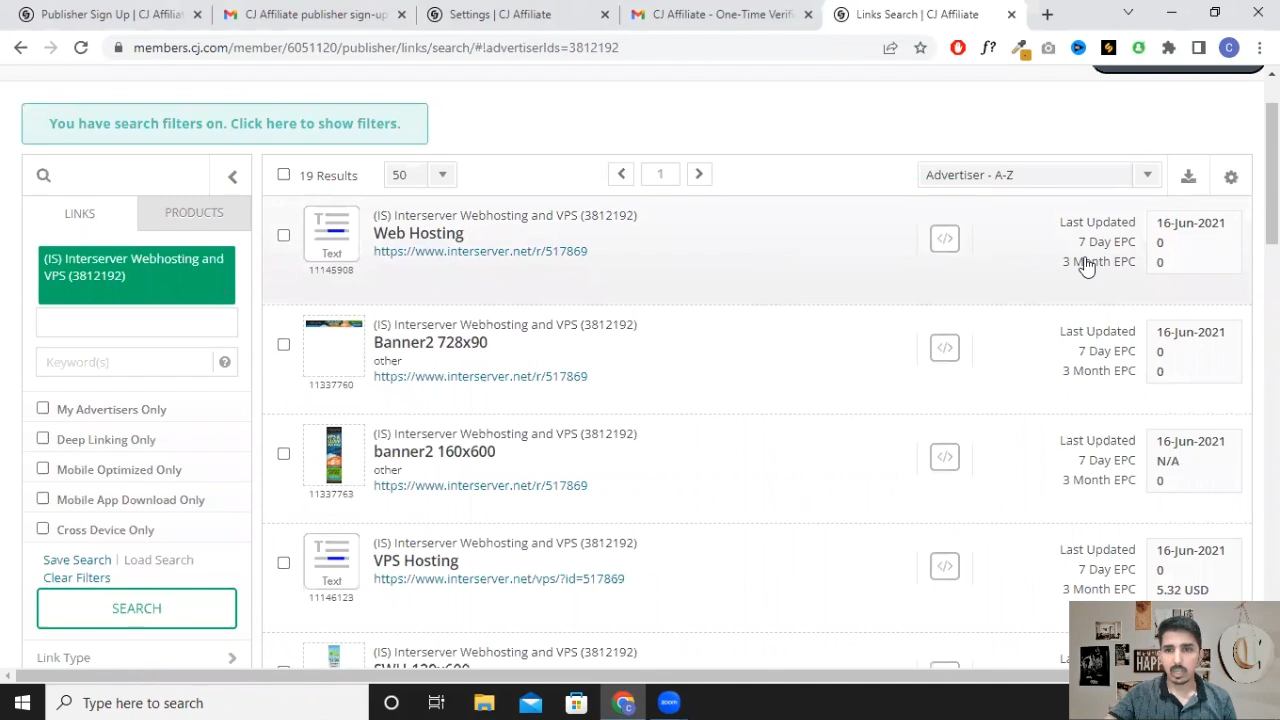 Publisher Sign Up | CJ Affiliat
CJ Affiliate publisher sign-up
Settings | CJ Affiliate
CJ Affiliate - One-Time Verifi
Links Search | CJ Affiliate
members.cj.com/member/6051120/publisher/links/search/#!advertiserIds=3812192
f?
C
You have search filters on. Click here to show filters.
19 Results
50
1
Advertiser - A-Z
LINKS
PRODUCTS
(IS) Interserver Webhosting and
VPS (3812192)
Keyword(s)
?
My Advertisers Only
Deep Linking Only
Mobile Optimized Only
Mobile App Download Only
Cross Device Only
Save Search | Load Search
Clear Filters
SEARCH
Link Type
Text
11145908
(IS) Interserver Webhosting and VPS (3812192)
Web Hosting
https://www.interserver.net/r/517869
</>
Last Updated 16-Jun-2021
7 Day EPC 0
3 Month EPC 0
11337760
(IS) Interserver Webhosting and VPS (3812192)
Banner2 728x90
other
https://www.interserver.net/r/517869
</>
Last Updated 16-Jun-2021
7 Day EPC 0
3 Month EPC 0
11337763
(IS) Interserver Webhosting and VPS (3812192)
banner2 160x600
other
https://www.interserver.net/r/517869
</>
Last Updated 16-Jun-2021
7 Day EPC N/A
3 Month EPC 0
Text
11146123
(IS) Interserver Webhosting and VPS (3812192)
VPS Hosting
https://www.interserver.net/vps/?id=517869
</>
Last Updated 16-Jun-2021
7 Day EPC 0
3 Month EPC 5.32 USD
(IS) Interserver Webhosting and VPS (3812192)
Type here to search
zoom
HAPPY